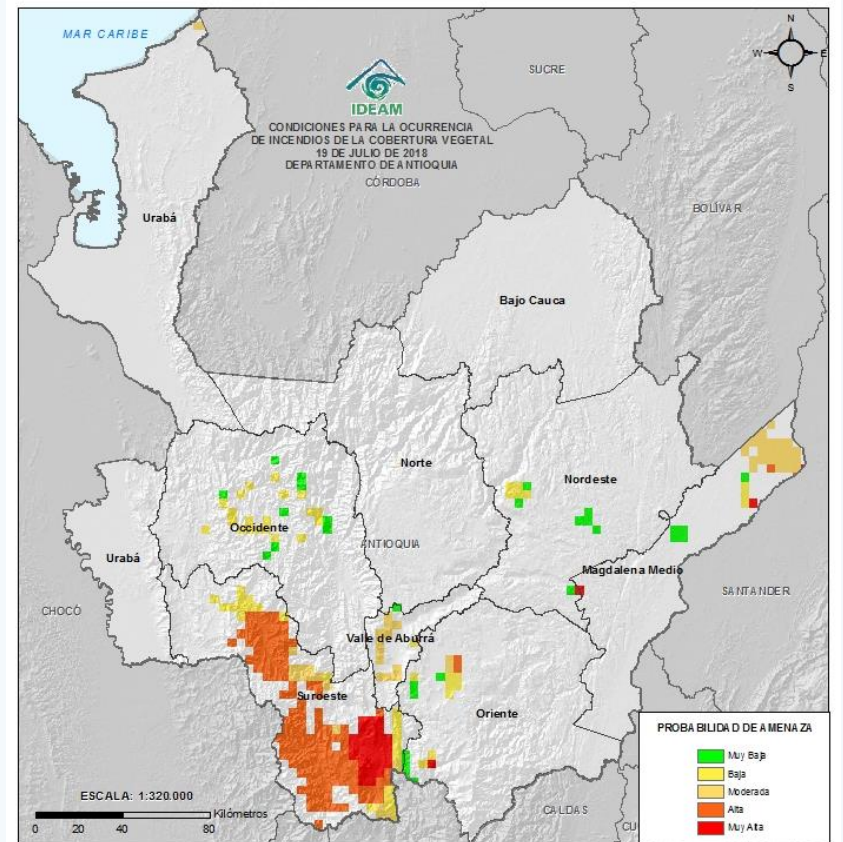 MAR CARIBE
N
W
E
S
SUCRE
IDEAM
CONDICIONES PARA LA OCURRENCIA
DE INCENDIOS DE LA COBERTURA VEGETAL
19 DE JULIO DE 2018
DEPARTAMENTO DE ANTIOQUIA
CÓRDOBA
BOLÍVAR
Urabá
Bajo Cauca
Norte
Nordeste
Occidente
ANTIOQUIA
Urabá
Magdalena Medio
SANTANDER
CHOCÓ
Valle de Aburrá
Suroeste
Oriente
CALDAS
CU
PROBABILIDAD DE AMENAZA
Muy Baja
Baja
Moderada
Alta
Muy Alta
ESCALA: 1:320.000
Kilómetros
0 20 40 80